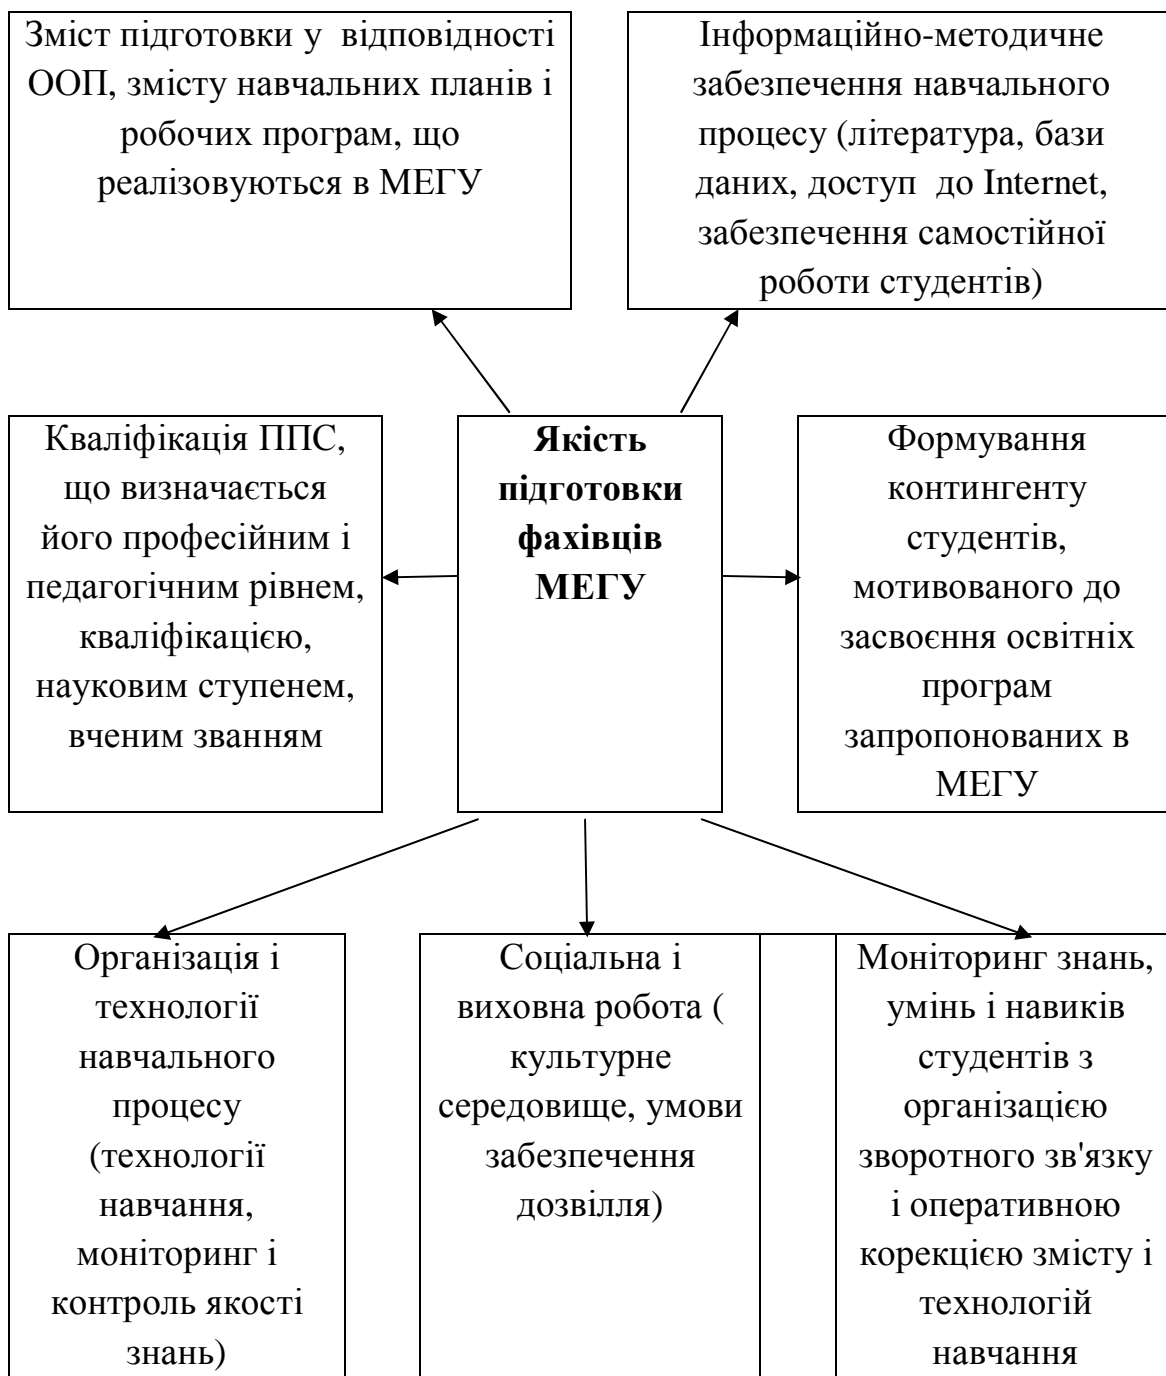 Зміст підготовки у відповідності
ООП, змісту навчальних планів і
робочих програм, що
реалізовуються в МЕГУ
Інформаційно-методичне
забезпечення навчального
процесу (література, бази
даних, доступ до Internet,
забезпечення самостійної
роботи студентів)
Кваліфікація ППС,
що визначається
його професійним і
педагогічним рівнем,
кваліфікацією,
науковим ступенем,
вченим званням
Якість
підготовки
фахівців
МЕГУ
Формування
контингенту
студентів,
мотивованого до
засвоєння освітніх
програм
запропонованих в
МЕГУ
Організація і
технології
навчального
процесу
(технології
навчання,
моніторинг і
контроль якості
знань)
Соціальна і
виховна робота (
культурне
середовище, умови
забезпечення
дозвілля)
Моніторинг знань,
умінь і навиків
студентів з
організацією
зворотного зв'язку
і оперативною
корекцією змісту і
технологій
навчання